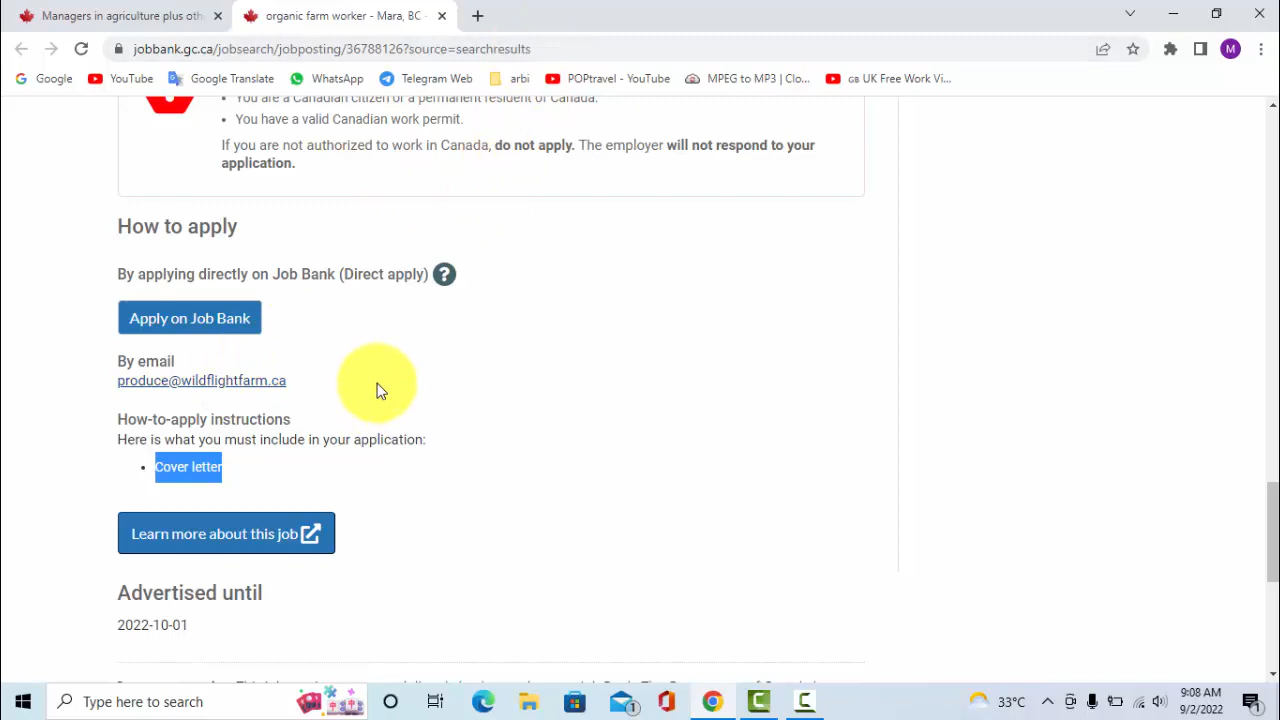 Managers in agriculture plus oth
organic farm worker - Mara, BC -
jobbank.gc.ca/jobsearch/jobposting/36788126?source=searchresults
M
Google
YouTube
Google Translate
WhatsApp
Telegram Web
arbi
POPtravel - YouTube
MPEG to MP3 | Clo...
UK Free Work Vi...
• You are a Canadian citizen or a permanent resident of Canada.
• You have a valid Canadian work permit.
If you are not authorized to work in Canada, do not apply. The employer will not respond to your
application.
How to apply
By applying directly on Job Bank (Direct apply) ?
Apply on Job Bank
By email
produce@wildflightfarm.ca
How-to-apply instructions
Here is what you must include in your application:
• Cover letter
Learn more about this job
Advertised until
2022-10-01
Type here to search
1
33°C
9:08 AM
9/2/2022
1